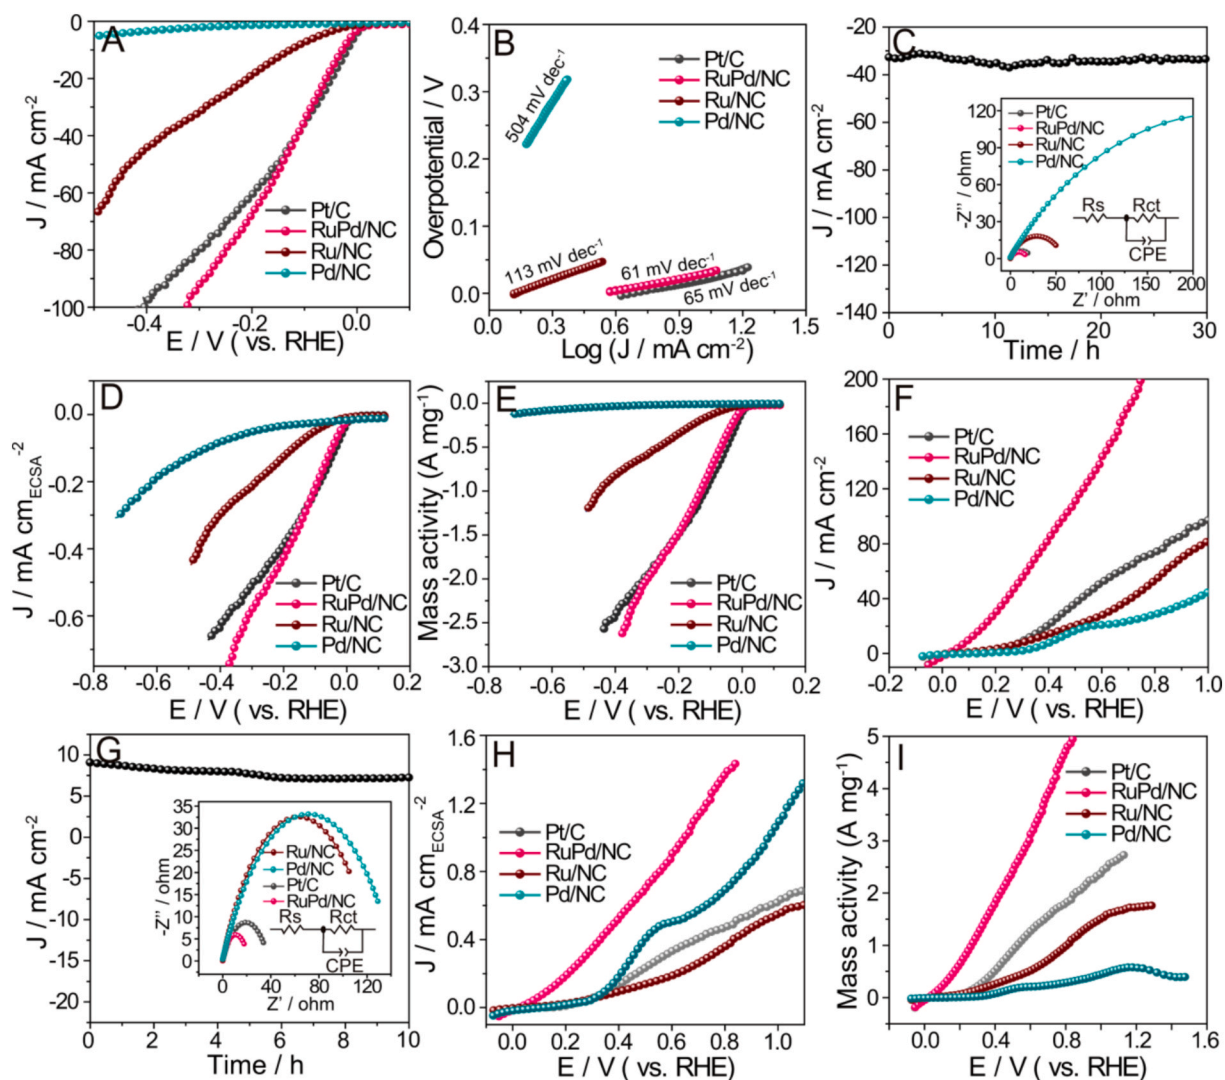 A
J / mA cm⁻²
0
-20
-40
-60
-80
-100
-0.4
-0.2
0.0
E / V ( vs. RHE)
Pt/C
RuPd/NC
Ru/NC
Pd/NC
B
Overpotential / V
0.4
0.3
0.2
0.1
0.0
0.0
0.3
0.6
0.9
1.2
1.5
Log (J / mA cm⁻²)
Pt/C
RuPd/NC
Ru/NC
Pd/NC
504 mV dec⁻¹
113 mV dec⁻¹
61 mV dec⁻¹
65 mV dec⁻¹
C
J / mA cm⁻²
-20
-40
-60
-80
-100
-120
-140
0
10
20
30
Time / h
-Z'' / ohm
120
90
60
30
0
0
50
100
150
200
Z' / ohm
Pt/C
RuPd/NC
Ru/NC
Pd/NC
Rs
Rct
CPE
D
J / mA cm_ECSA⁻²
0.0
-0.2
-0.4
-0.6
-0.8
-0.6
-0.4
-0.2
0.0
0.2
E / V ( vs. RHE)
Pt/C
RuPd/NC
Ru/NC
Pd/NC
E
Mass activity (A mg⁻¹)
0.0
-0.5
-1.0
-1.5
-2.0
-2.5
-3.0
-0.8
-0.6
-0.4
-0.2
0.0
0.2
E / V ( vs. RHE)
Pt/C
RuPd/NC
Ru/NC
Pd/NC
F
J / mA cm⁻²
200
160
120
80
40
0
-0.2
0.0
0.2
0.4
0.6
0.8
1.0
E / V ( vs. RHE)
Pt/C
RuPd/NC
Ru/NC
Pd/NC
G
J / mA cm⁻²
10
5
0
-5
-10
-15
-20
0
2
4
6
8
10
Time / h
-Z'' / ohm
35
30
25
20
15
10
5
0
0
40
80
120
Z' / ohm
Ru/NC
Pd/NC
Pt/C
RuPd/NC
Rs
Rct
CPE
H
J / mA cm_ECSA⁻²
1.6
1.2
0.8
0.4
0.0
0.0
0.2
0.4
0.6
0.8
1.0
E / V ( vs. RHE)
Pt/C
RuPd/NC
Ru/NC
Pd/NC
I
Mass activity (A mg⁻¹)
5
4
3
2
1
0
0.0
0.4
0.8
1.2
1.6
E / V ( vs. RHE)
Pt/C
RuPd/NC
Ru/NC
Pd/NC